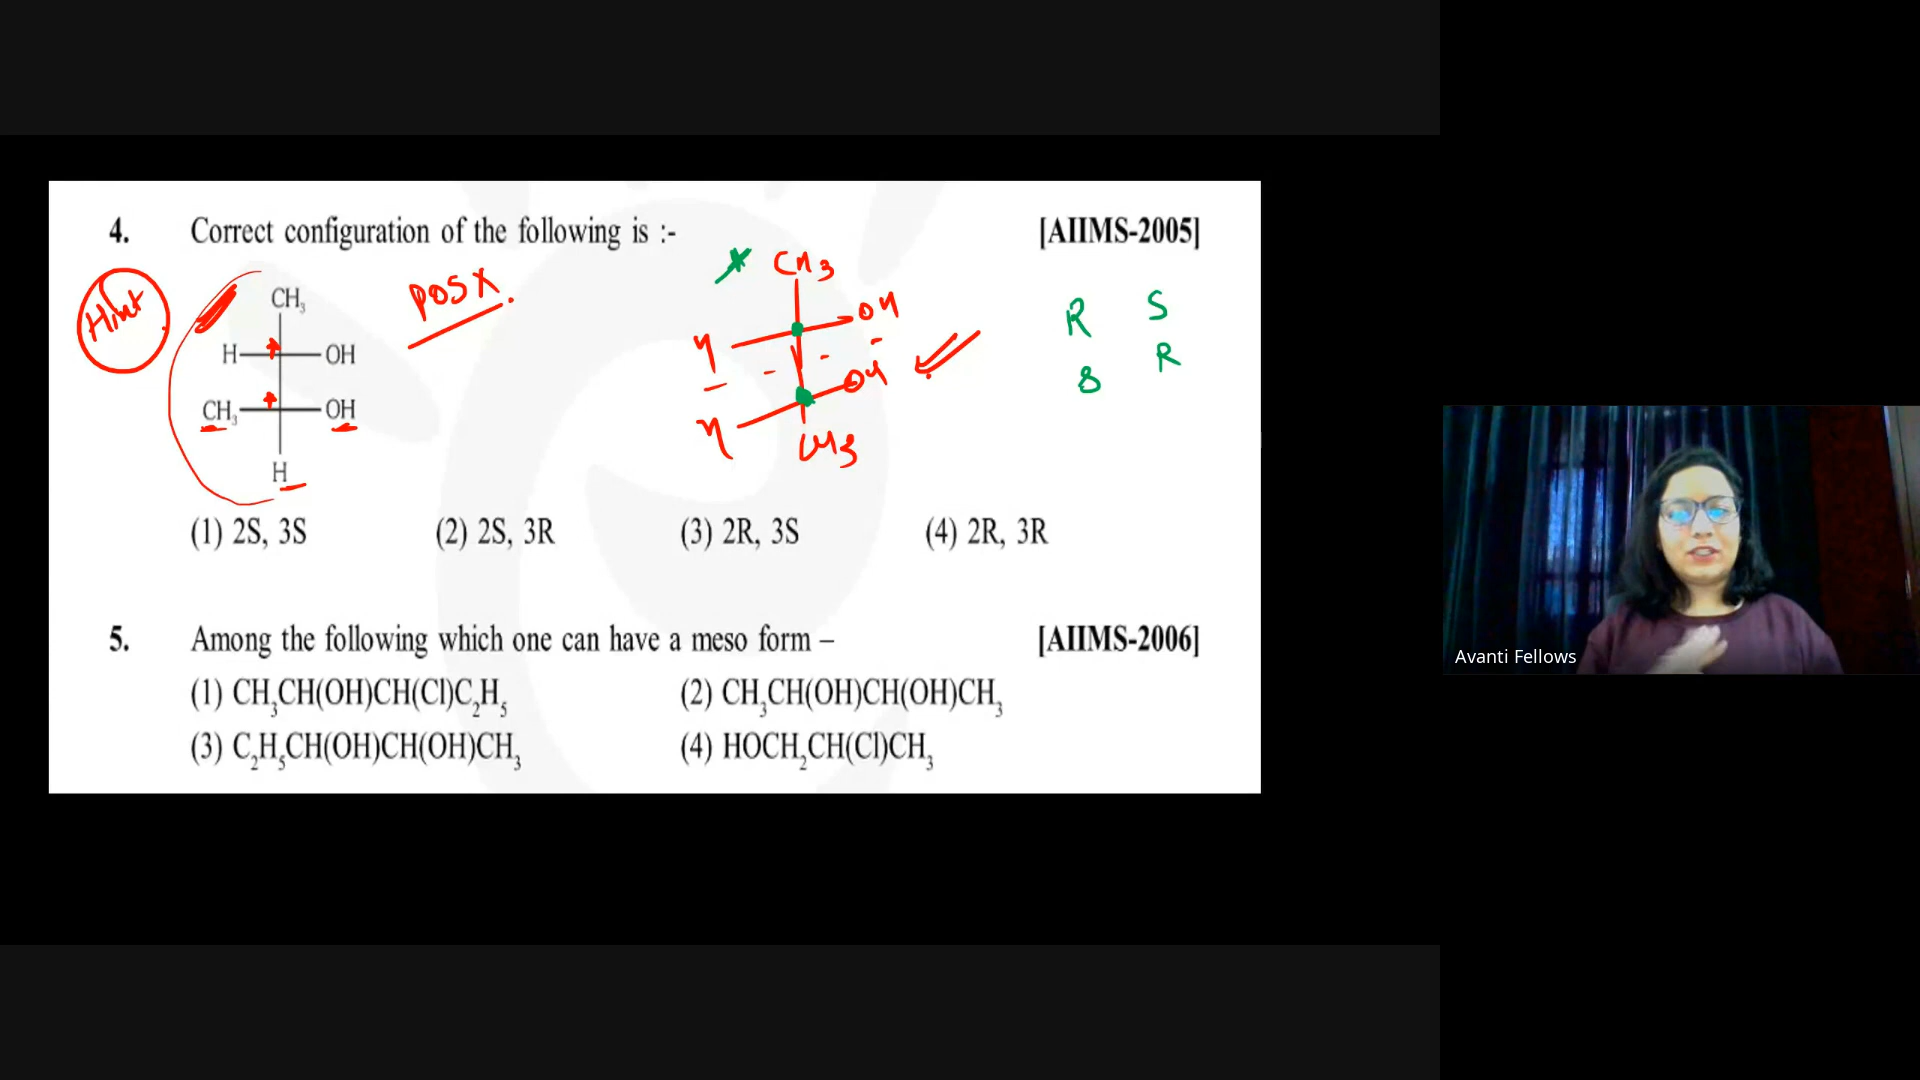 4. Correct configuration of the following is :- [AIIMS-2005]
Hint
CH3
H OH
CH3 OH
H
POS X.
CH3
H OH
H OH
CH3
R S
S R
(1) 2S, 3S (2) 2S, 3R (3) 2R, 3S (4) 2R, 3R
5. Among the following which one can have a meso form – [AIIMS-2006]
(1) CH3CH(OH)CH(Cl)C2H5 (2) CH3CH(OH)CH(OH)CH3
(3) C2H5CH(OH)CH(OH)CH3 (4) HOCH2CH(Cl)CH3
Avanti Fellows